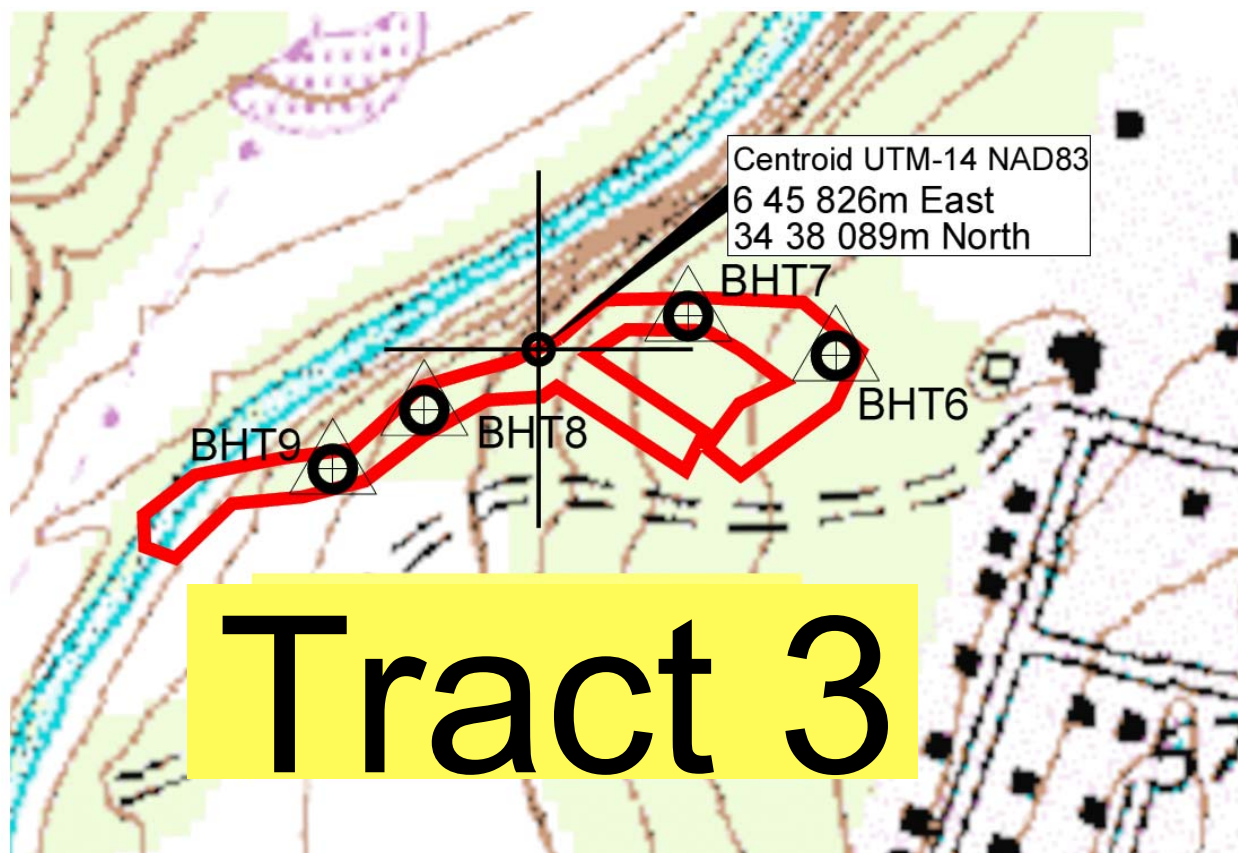 Centroid UTM-14 NAD83
6 45 826m East
34 38 089m North
BHT7
BHT6
BHT8
BHT9
Tract 3